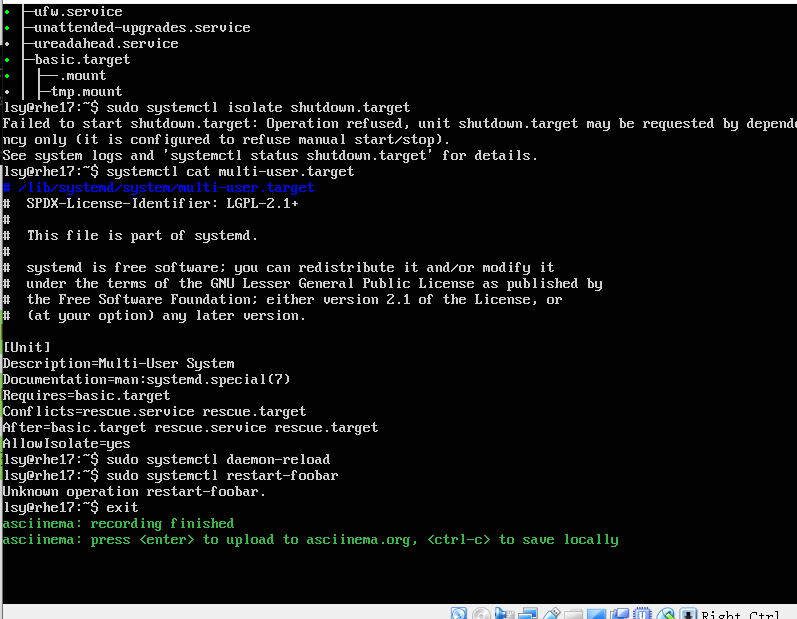 ├─ufw.service
├─unattended-upgrades.service
├─ureadahead.service
├─basic.target
│ ├─-.mount
│ ├─tmp.mount
lsy@rhe17:~$ sudo systemctl isolate shutdown.target
Failed to start shutdown.target: Operation refused, unit shutdown.target may be requested by depende
ncy only (it is configured to refuse manual start/stop).
See system logs and 'systemctl status shutdown.target' for details.
lsy@rhe17:~$ systemctl cat multi-user.target
# /lib/systemd/system/multi-user.target
#  SPDX-License-Identifier: LGPL-2.1+
#
#  This file is part of systemd.
#
#  systemd is free software; you can redistribute it and/or modify it
#  under the terms of the GNU Lesser General Public License as published by
#  the Free Software Foundation; either version 2.1 of the License, or
#  (at your option) any later version.
[Unit]
Description=Multi-User System
Documentation=man:systemd.special(7)
Requires=basic.target
Conflicts=rescue.service rescue.target
After=basic.target rescue.service rescue.target
AllowIsolate=yes
lsy@rhe17:~$ sudo systemctl daemon-reload
lsy@rhe17:~$ sudo systemctl restart-foobar
Unknown operation restart-foobar.
lsy@rhe17:~$ exit
asciinema: recording finished
asciinema: press <enter> to upload to asciinema.org, <ctrl-c> to save locally
Right Ctrl